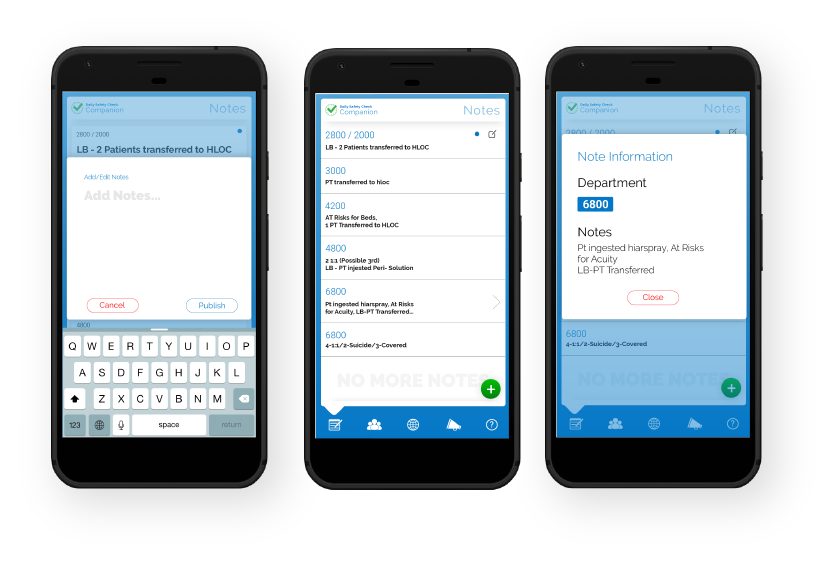 Daily Safety Check
Companion
Notes
2800 / 2000
LB - 2 Patients transferred to HLOC
Add/Edit Notes
Add Notes...
Cancel
Publish
4800
Q W E R T Y U I O P
A S D F G H J K L
Z X C V B N M
123
space
return
Daily Safety Check
Companion
Notes
2800 / 2000
LB - 2 Patients transferred to HLOC
3000
PT transferred to hloc
4200
AT Risks for Beds,
1 PT Transferred to HLOC
4800
2 1:1 (Possible 3rd)
LB - PT injested Peri- Solution
6800
Pt ingested hiarspray, At Risks
for Acuity, LB-PT Transferred...
6800
4-1:1/2-Suicide/3-Covered
NO MORE NOTES
Daily Safety Check
Companion
Notes
2800 / 2000
Note Information
Department
6800
Notes
Pt ingested hiarspray, At Risks
for Acuity
LB-PT Transferred
Close
6800
4-1:1/2-Suicide/3-Covered
NO MORE NOTES